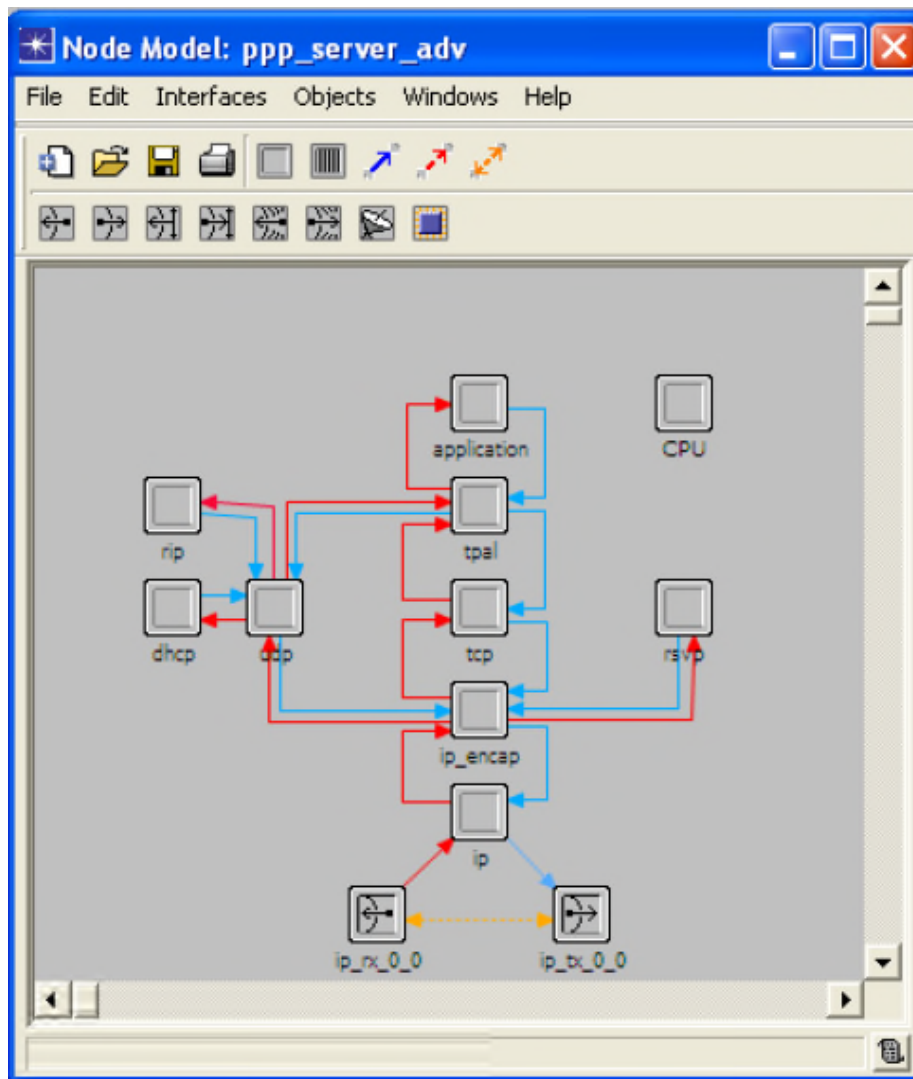 Node Model: ppp_server_adv
File Edit Interfaces Objects Windows Help
application
CPU
rip
tpal
dhcp
udp
tcp
rsvp
ip_encap
ip
ip_rx_0_0
ip_tx_0_0